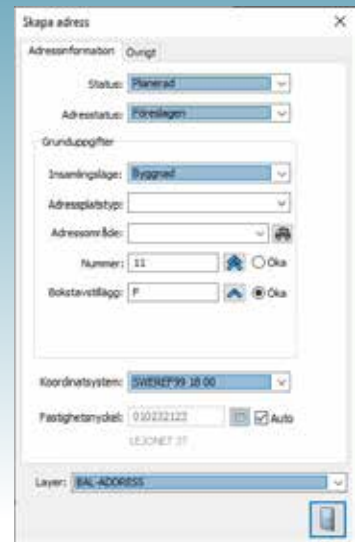 Skapa adress
Adressinformation Övrigt
Status: Planerad
Adresstatus: Föreslagen
Grunduppgifter
Insamlingsläge: Byggnad
Adressplatstyp:
Adressområde:
Nummer: 11 Öka
Bokstavstillägg: F Öka
Koordinatsystem: SWEREF99 18 00
Fastighetsnyckel: 010232123 Auto
LEJONET 37
Layer: BAL-ADDRESS